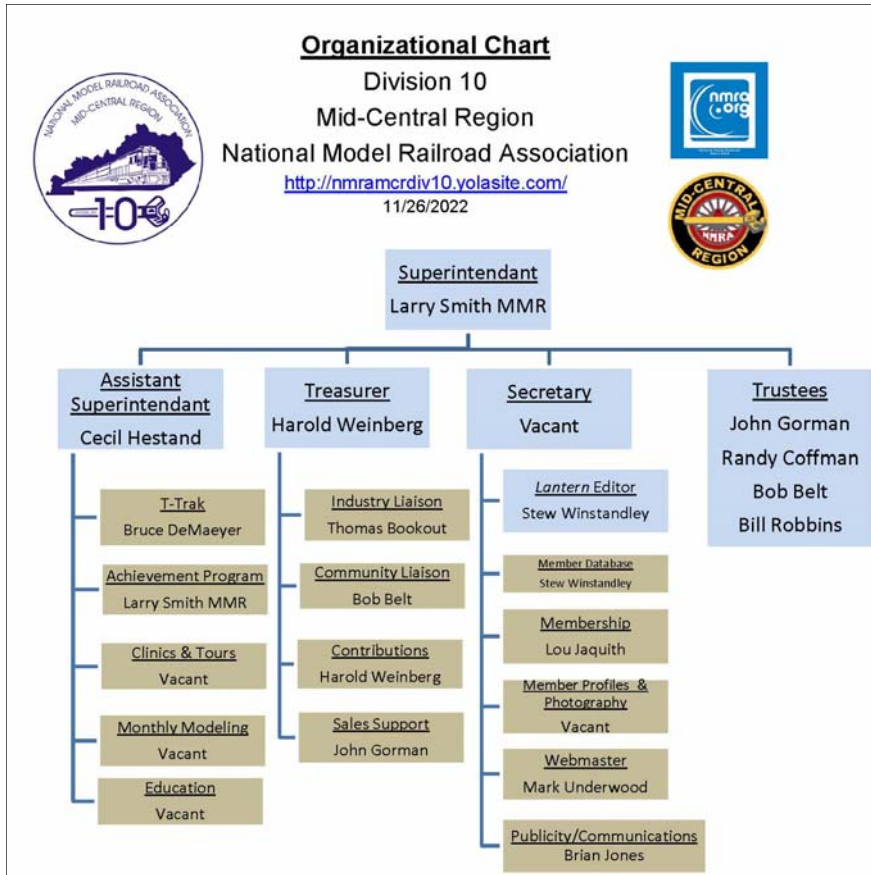 Organizational Chart
Division 10
Mid-Central Region
National Model Railroad Association
http://nmramcrdiv10.yolasite.com/
11/26/2022
NATIONAL MODEL RAILROAD ASSOCIATION
MID-CENTRAL REGION
10
nmra
.org
MID-CENTRAL
NMRA
REGION
Superintendant
Larry Smith MMR
Assistant
Superintendant
Cecil Hestand
T-Trak
Bruce DeMaeyer
Achievement Program
Larry Smith MMR
Clinics & Tours
Vacant
Monthly Modeling
Vacant
Education
Vacant
Treasurer
Harold Weinberg
Industry Liaison
Thomas Bookout
Community Liaison
Bob Belt
Contributions
Harold Weinberg
Sales Support
John Gorman
Secretary
Vacant
Lantern Editor
Stew Winstandley
Member Database
Stew Winstandley
Membership
Lou Jaquith
Member Profiles &
Photography
Vacant
Webmaster
Mark Underwood
Publicity/Communications
Brian Jones
Trustees
John Gorman
Randy Coffman
Bob Belt
Bill Robbins